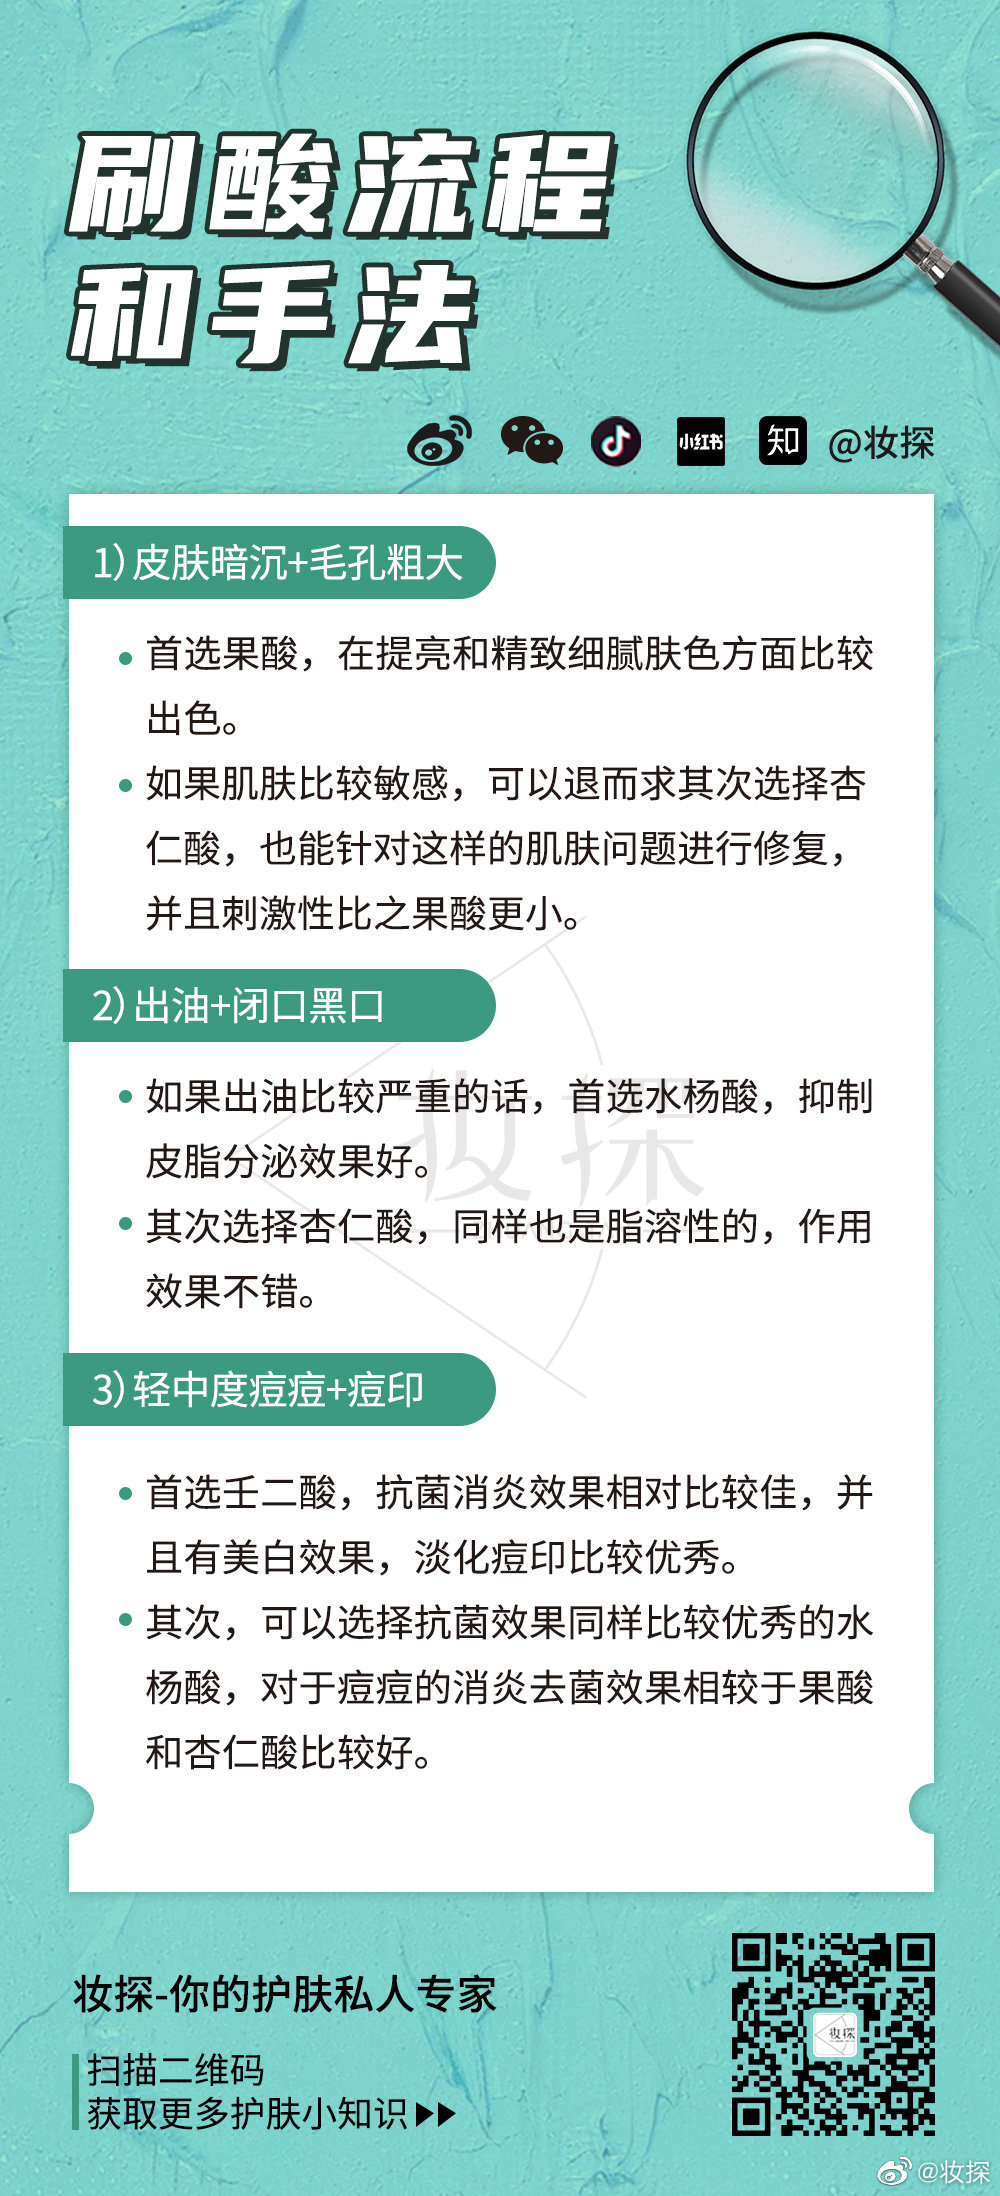 刷酸流程
和手法
小红书 知 @妆探
1）皮肤暗沉+毛孔粗大
首选果酸，在提亮和精致细腻肤色方面比较
出色。
如果肌肤比较敏感，可以退而求其次选择杏
仁酸，也能针对这样的肌肤问题进行修复，
并且刺激性比之果酸更小。
2）出油+闭口黑口
如果出油比较严重的话，首选水杨酸，抑制
皮脂分泌效果好。
其次选择杏仁酸，同样也是脂溶性的，作用
效果不错。
妆探
3）轻中度痘痘+痘印
首选壬二酸，抗菌消炎效果相对比较佳，并
且有美白效果，淡化痘印比较优秀。
其次，可以选择抗菌效果同样比较优秀的水
杨酸，对于痘痘的消炎去菌效果相较于果酸
和杏仁酸比较好。
妆探-你的护肤私人专家
扫描二维码
获取更多护肤小知识
妆探
@妆探